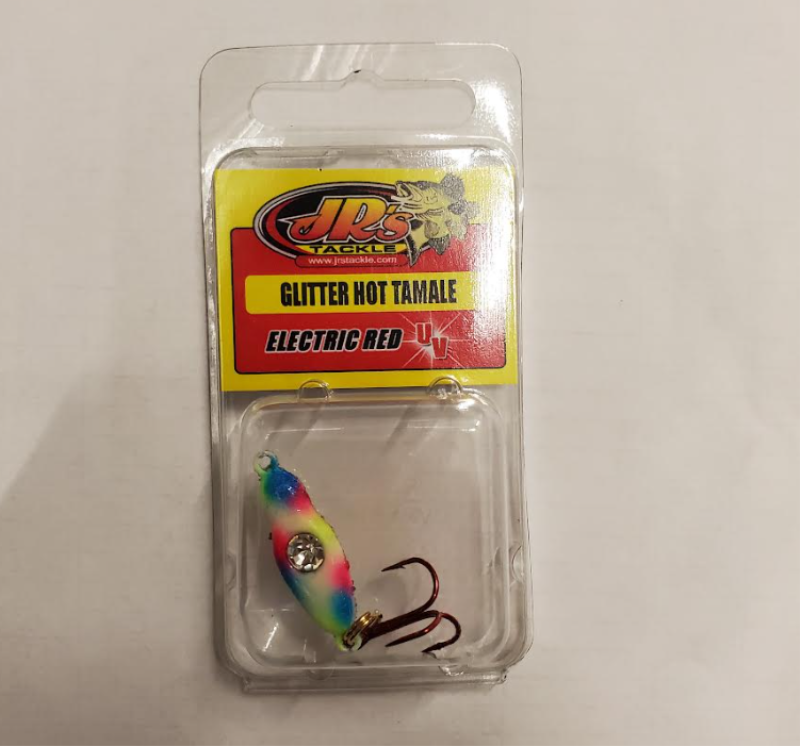 JR's
TACKLE
www.jrstackle.com
GLITTER HOT TAMALE
ELECTRIC RED UV